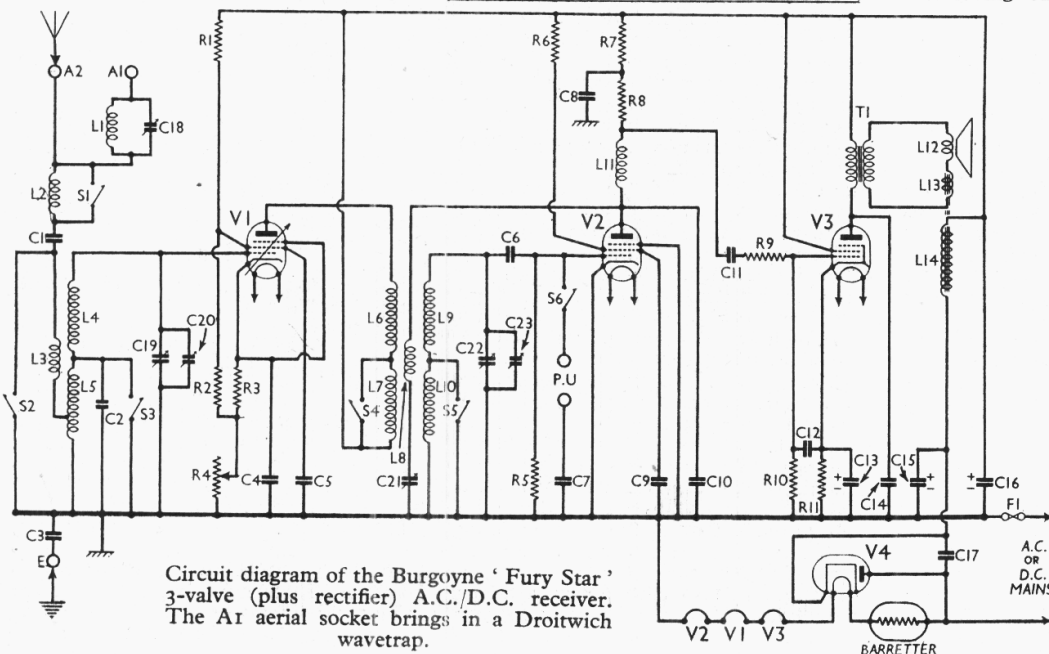 R1
R6
R7
A2
A1
C8
R8
T1
L1
C18
L12
L2
S1
L11
L13
V1
V2
V3
C1
C6
R9
C11
L14
S6
L4
C20
L6
L9
C23
C19
C22
L3
P.U
L5
R2
R3
L7
L10
S2
C2
S3
S4
S5
L8
C12
R4
C4
C5
C21
R5
C7
C9
C10
R10
R11
C13
C15
C14
C16
+
−
+
−
+
−
F1
C3
E
V4
C17
A.C.
OR
D.C.
MAINS
Circuit diagram of the Burgoyne ‘ Fury Star ’
3-valve (plus rectifier) A.C./D.C. receiver.
The A1 aerial socket brings in a Droitwich
wavetrap.
V2
V1
V3
BARRETTER